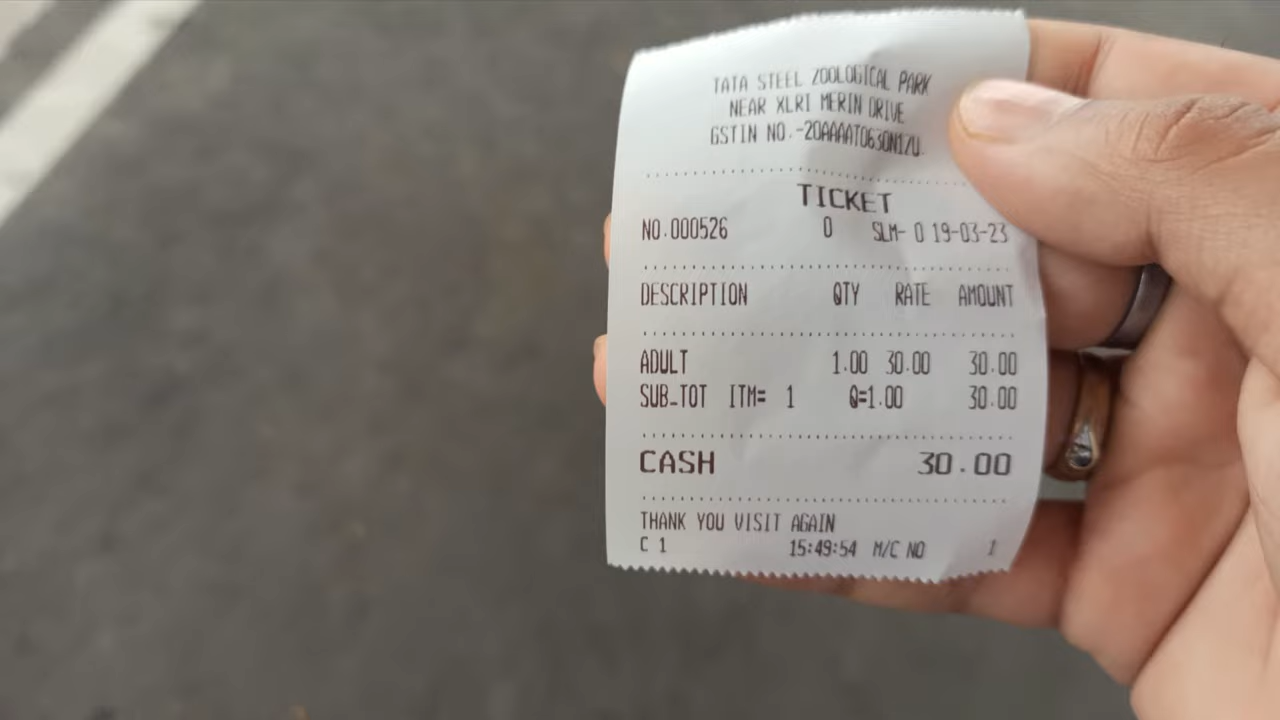 TATA STEEL ZOOLOGICAL PARK
NEAR XLRI MERIN DRIVE
GSTIN NO.-20AAAAT0630N1ZU
TICKET
NO.000526 0 SLM- 0 19-03-23
DESCRIPTION QTY RATE AMOUNT
ADULT 1.00 30.00 30.00
SUB-TOT ITM= 1 Q=1.00 30.00
CASH 30.00
THANK YOU VISIT AGAIN
C 1 15:49:54 M/C NO 1